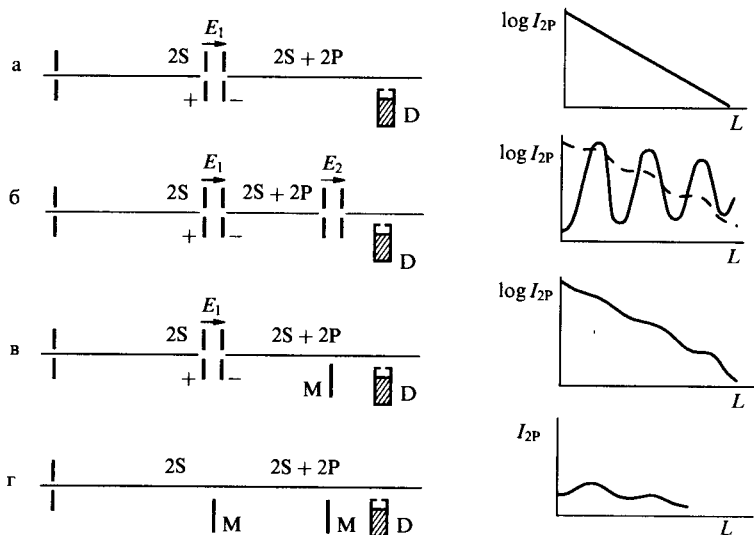 а
E₁
2S
2S + 2P
+
−
D
log I₂P
L
б
E₁
E₂
2S
2S + 2P
+
−
D
log I₂P
L
в
E₁
2S
2S + 2P
+
−
M
D
log I₂P
L
г
2S
2S + 2P
M
M
D
I₂P
L